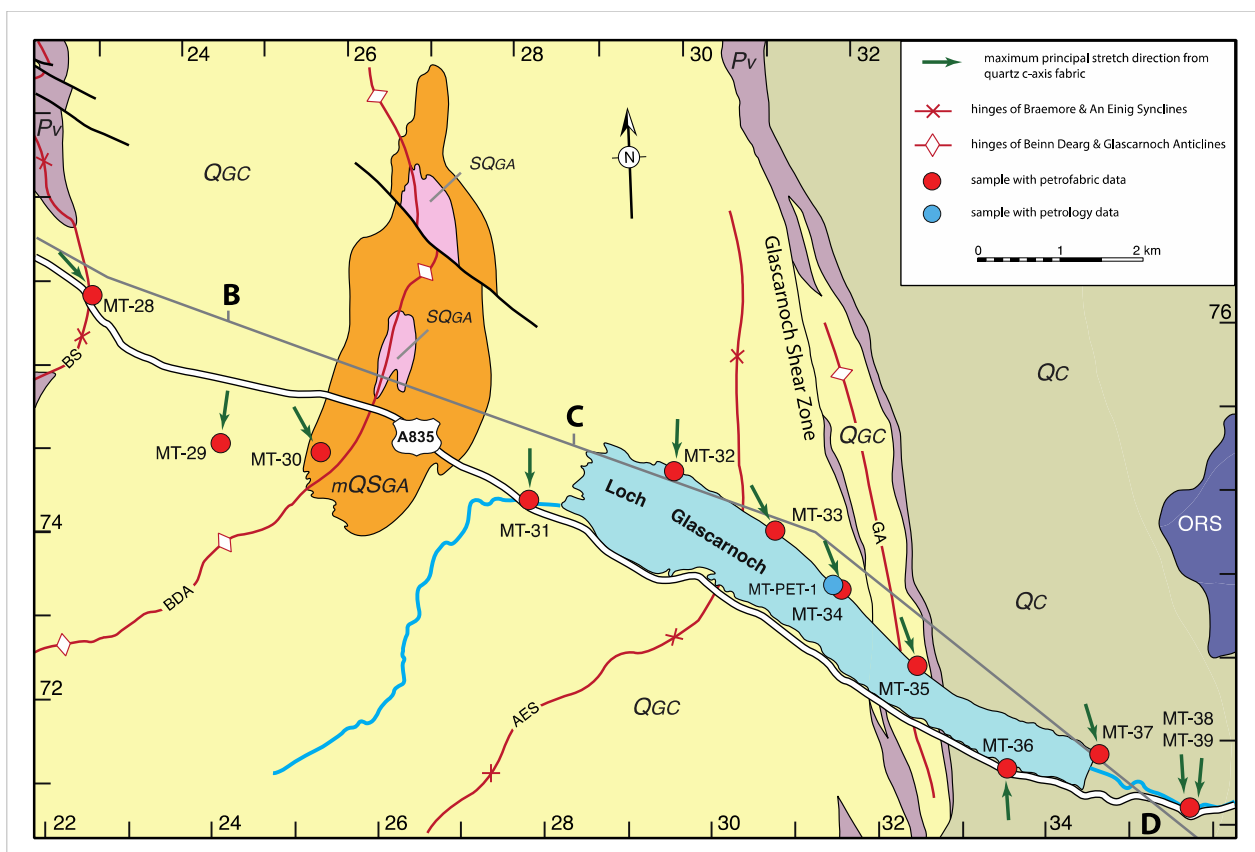 24
26
28
30
32
maximum principal stretch direction from
quartz c-axis fabric
hinges of Braemore & An Einig Synclines
hinges of Beinn Dearg & Glascarnoch Anticlines
sample with petrofabric data
sample with petrology data
0 1 2 km
PV
PV
QGC
SQGA
N
Glascarnoch Shear Zone
MT-28
B
76
SQGA
BS
QC
C
A835
QGC
MT-29
MT-30
MT-32
mQSGA
Loch
Glascarnoch
MT-31
MT-33
GA
ORS
74
MT-PET-1
MT-34
QC
BDA
72
MT-35
AES
QGC
MT-36
MT-37
MT-38
MT-39
D
22
24
26
28
30
32
34